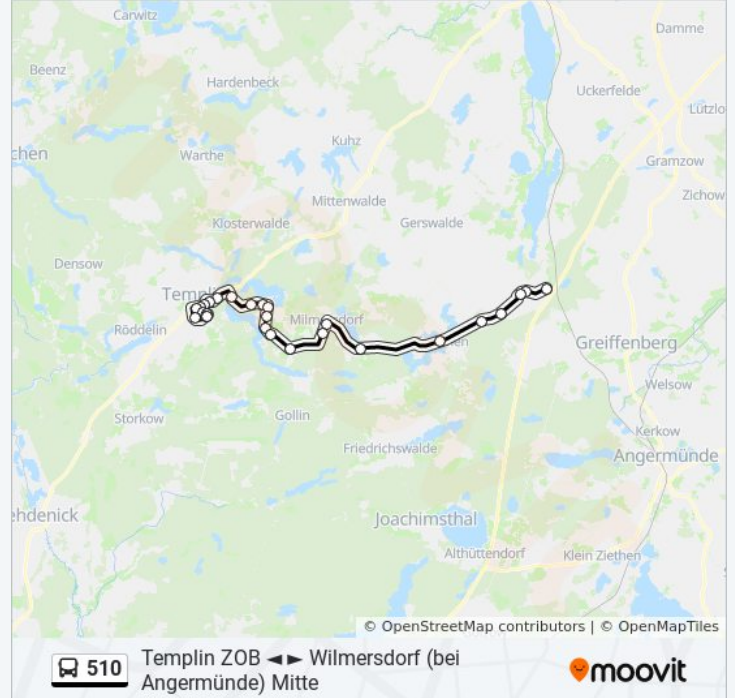 Carwitz
Damme
Beenz
Hardenbeck
Uckerfelde
Lützlo
Kuhz
chen
Warthe
Gramzow
Mittenwalde
Zichow
Klosterwalde
Gerswalde
Densow
Templin
Milmersdorf
Röddelin
en
Greiffenberg
Welsow
Storkow
Gollin
Kerkow
Friedrichswalde
Angermünde
ehdenick
Joachimsthal
Althüttendorf
Klein Ziethen
© OpenStreetMap contributors | © OpenMapTiles
510
Templin ZOB ◄ ► Wilmersdorf (bei
Angermünde) Mitte
moovit